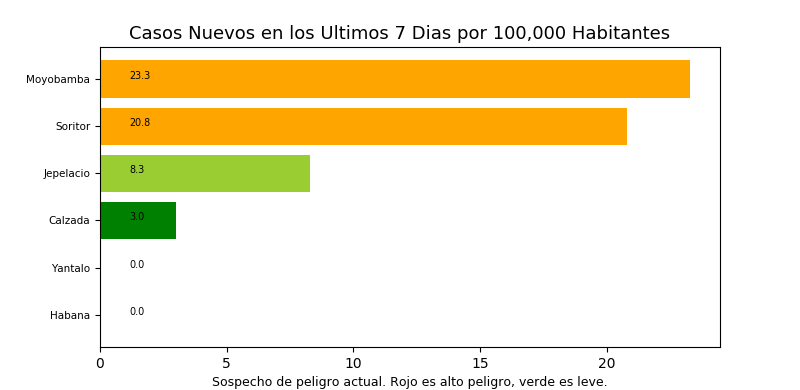 Casos Nuevos en los Ultimos 7 Dias por 100,000 Habitantes
Moyobamba 23.3
Soritor 20.8
Jepelacio 8.3
Calzada 3.0
Yantalo 0.0
Habana 0.0
0 5 10 15 20
Sospecho de peligro actual. Rojo es alto peligro, verde es leve.